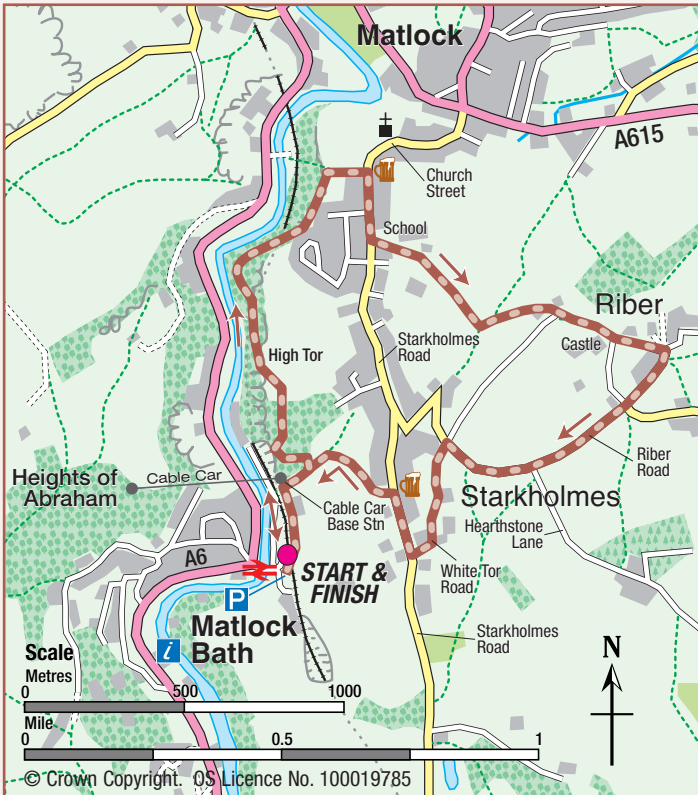 Matlock
A615
Church
Street
School
Riber
Castle
Starkholmes
Road
High Tor
Riber
Road
Heights of
Abraham
Cable Car
Cable Car
Base Stn
Starkholmes
Hearthstone
Lane
A6
START &
FINISH
White Tor
Road
P
Matlock
Bath
i
Starkholmes
Road
N
Scale
Metres
0 500 1000
Mile
0 0.5 1
© Crown Copyright. OS Licence No. 100019785